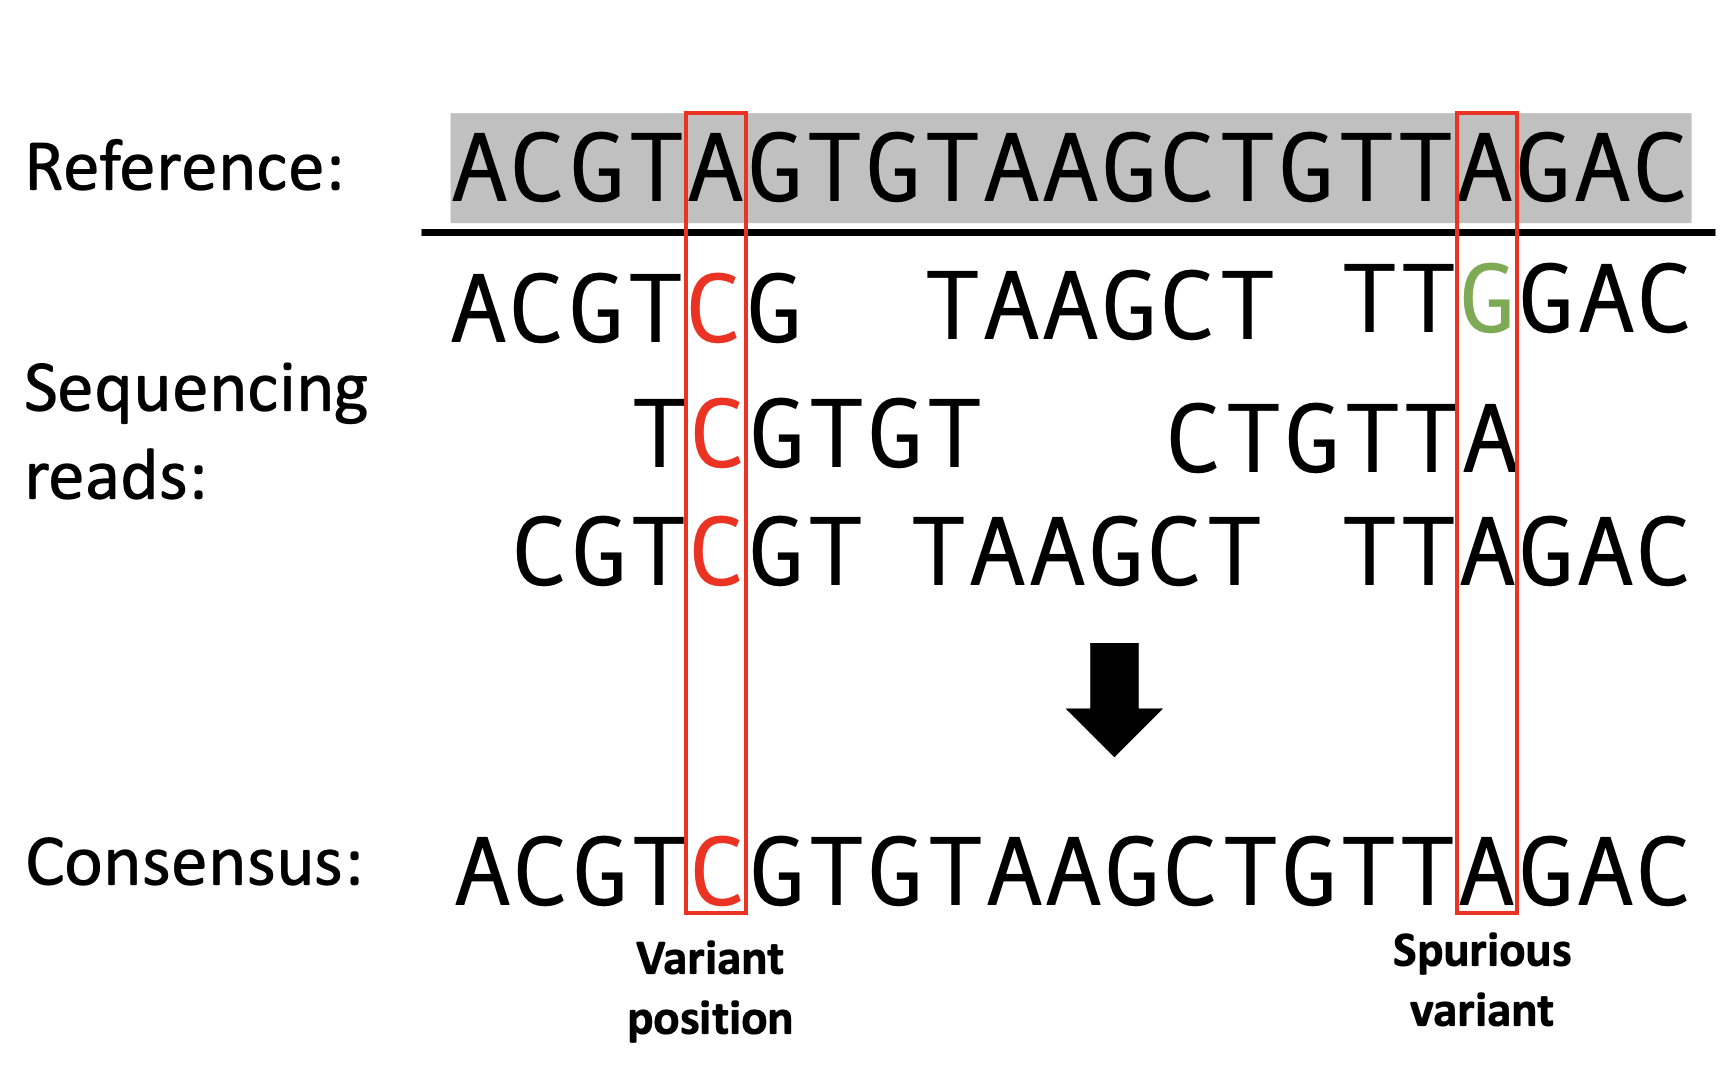 Reference: ACGTAGTGTAAGCTGTTAGAC
ACGTCG TAAGCT TTGGAC
Sequencing
reads:
TCGTGT CTGTTA
CGTCGT TAAGCT TTAGAC
Consensus: ACGTCGTGTAAGCTGTTAGAC
Variant
position
Spurious
variant